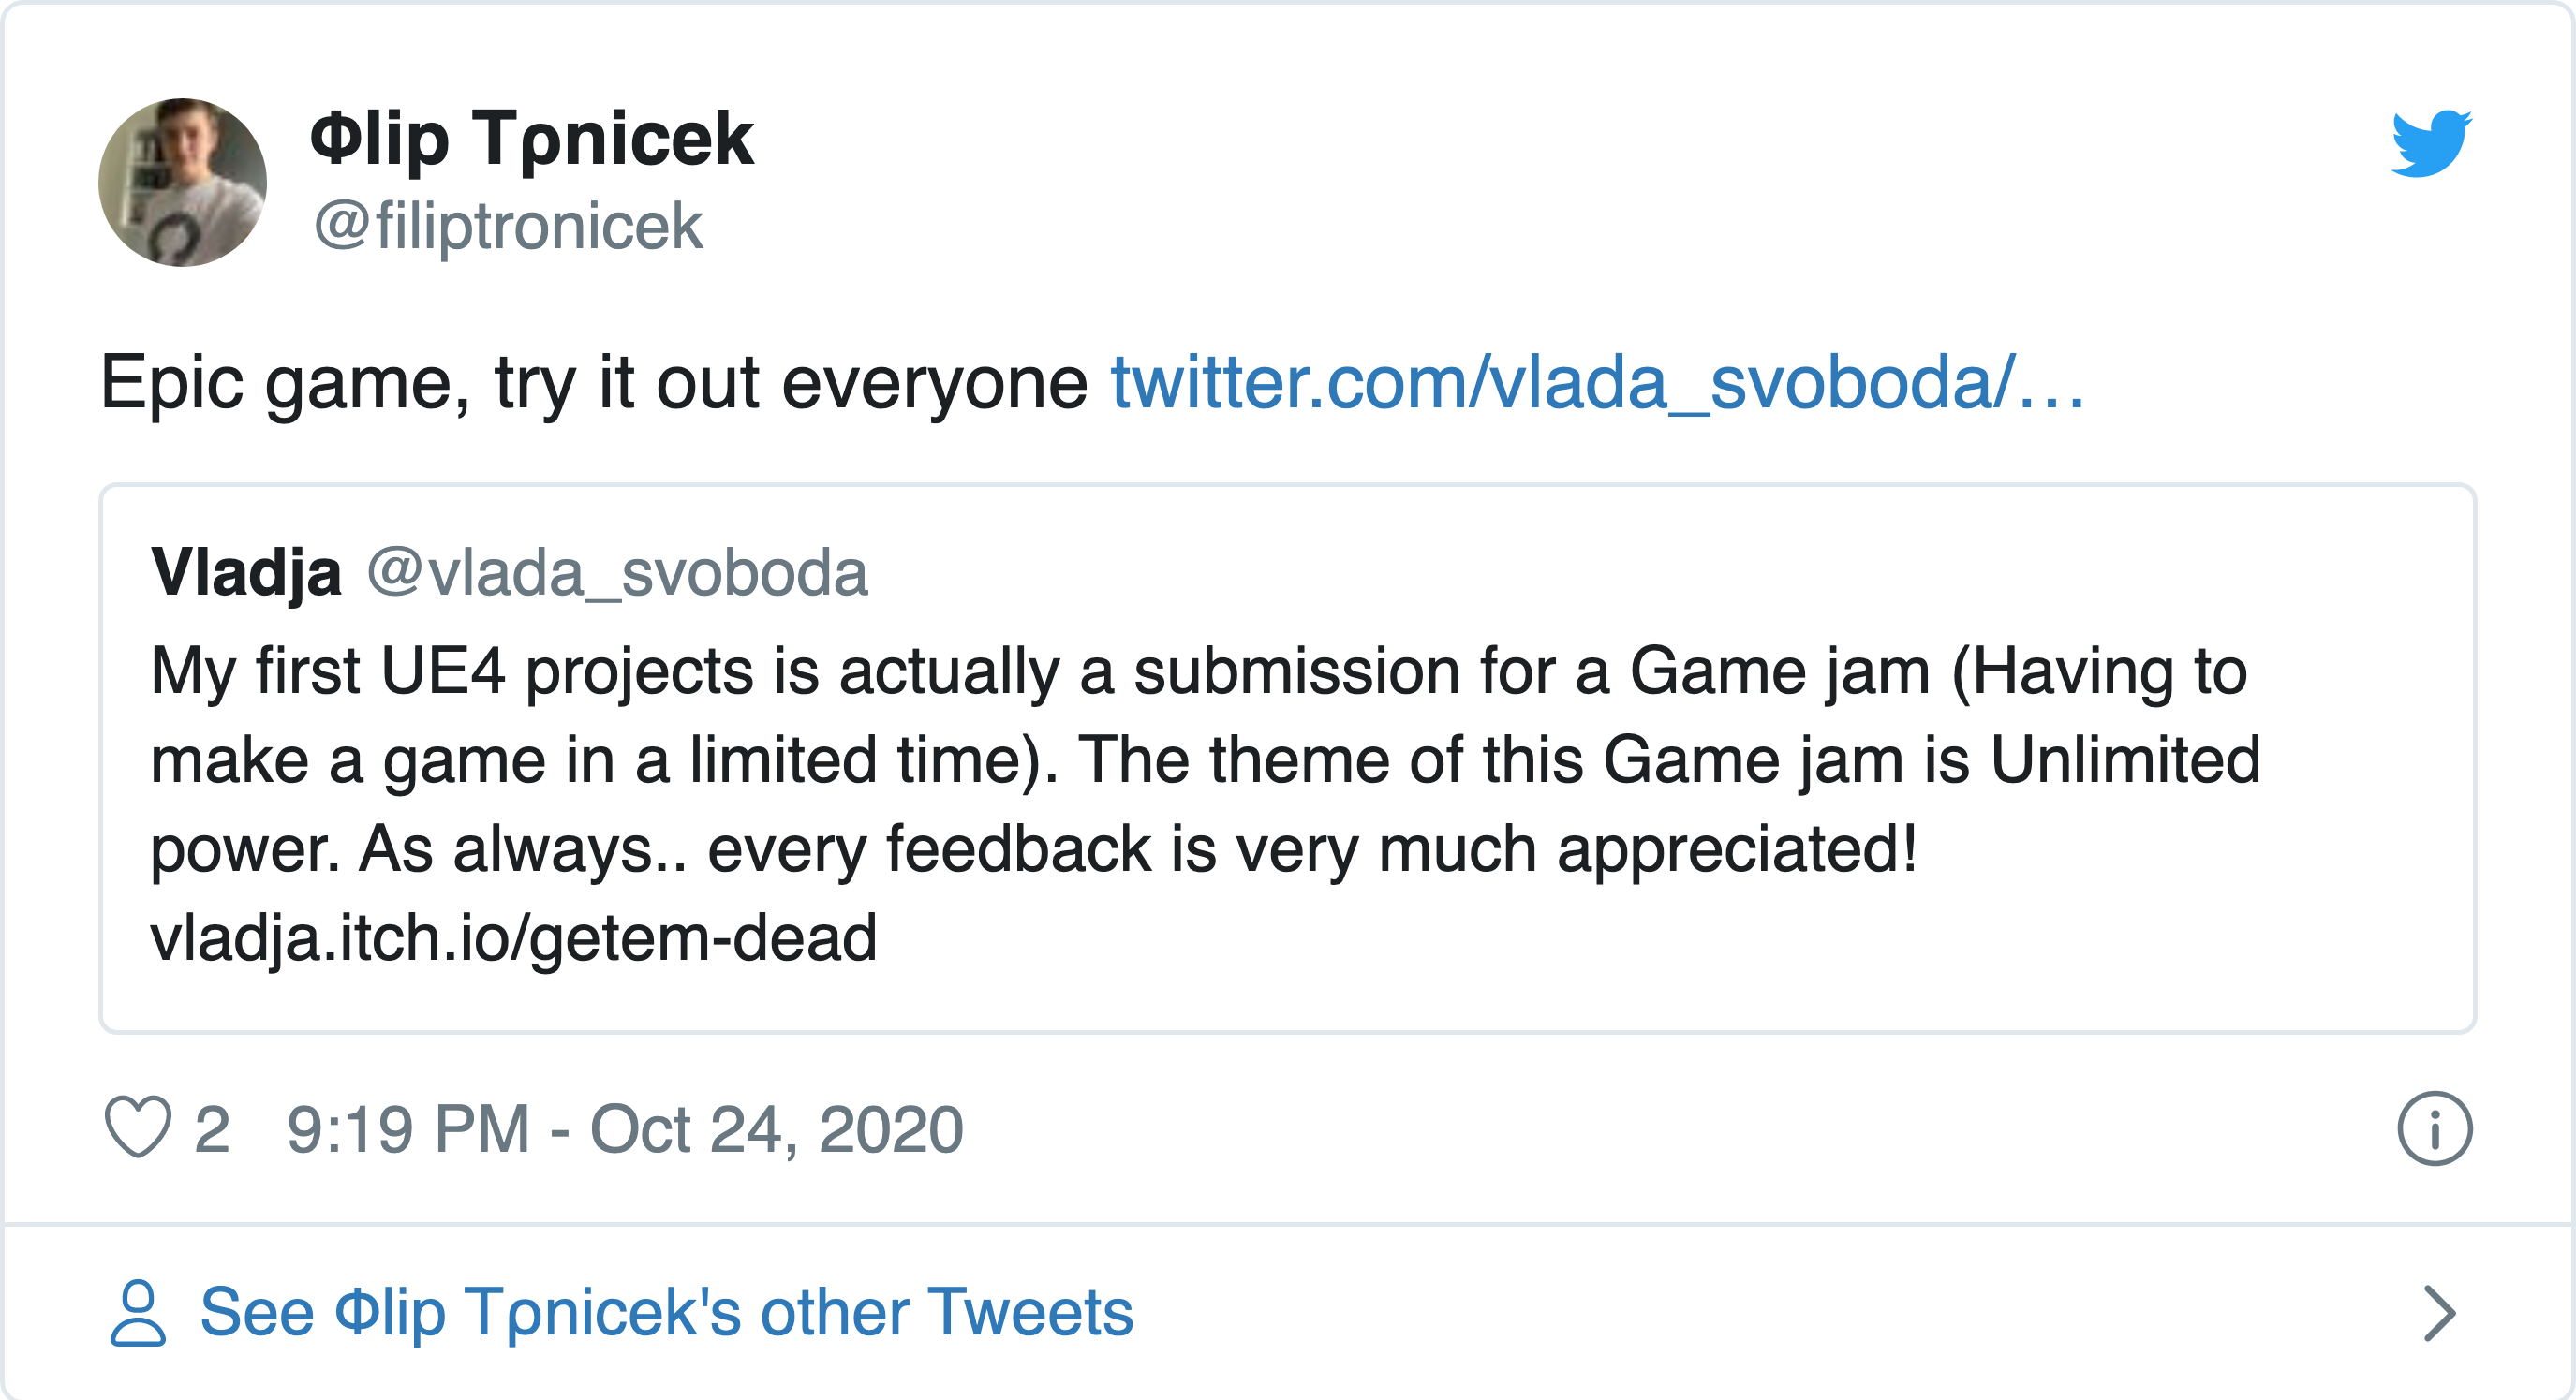 Φlip Tρnicek
@filiptronicek
Epic game, try it out everyone twitter.com/vlada_svoboda/…
Vladja @vlada_svoboda
My first UE4 projects is actually a submission for a Game jam (Having to
make a game in a limited time). The theme of this Game jam is Unlimited
power. As always.. every feedback is very much appreciated!
vladja.itch.io/getem-dead
2 9:19 PM - Oct 24, 2020
See Φlip Tρnicek's other Tweets